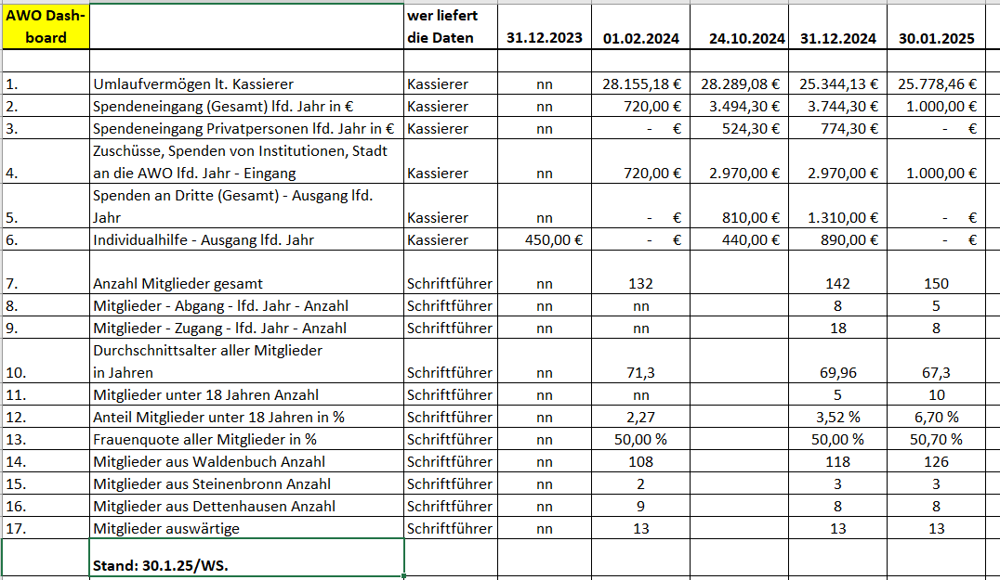 AWO Dash- wer liefert
board die Daten 31.12.2023 01.02.2024 24.10.2024 31.12.2024 30.01.2025
1. Umlaufvermögen lt. Kassierer Kassierer nn 28.155,18 € 28.289,08 € 25.344,13 € 25.778,46 €
2. Spendeneingang (Gesamt) lfd. Jahr in € Kassierer nn 720,00 € 3.494,30 € 3.744,30 € 1.000,00 €
3. Spendeneingang Privatpersonen lfd. Jahr in € Kassierer nn - € 524,30 € 774,30 € - €
Zuschüsse, Spenden von Institutionen, Stadt
4. an die AWO lfd. Jahr - Eingang Kassierer nn 720,00 € 2.970,00 € 2.970,00 € 1.000,00 €
Spenden an Dritte (Gesamt) - Ausgang lfd.
5. Jahr Kassierer nn - € 810,00 € 1.310,00 € - €
6. Individualhilfe - Ausgang lfd. Jahr Kassierer 450,00 € - € 440,00 € 890,00 € - €
7. Anzahl Mitglieder gesamt Schriftführer nn 132 142 150
8. Mitglieder - Abgang - lfd. Jahr - Anzahl Schriftführer nn nn 8 5
9. Mitglieder - Zugang - lfd. Jahr - Anzahl Schriftführer nn nn 18 8
Durchschnittsalter aller Mitglieder
10. in Jahren Schriftführer nn 71,3 69,96 67,3
11. Mitglieder unter 18 Jahren Anzahl Schriftführer nn nn 5 10
12. Anteil Mitglieder unter 18 Jahren in % Schriftführer nn 2,27 3,52 % 6,70 %
13. Frauenquote aller Mitglieder in % Schriftführer nn 50,00 % 50,00 % 50,70 %
14. Mitglieder aus Waldenbuch Anzahl Schriftführer nn 108 118 126
15. Mitglieder aus Steinenbronn Anzahl Schriftführer nn 2 3 3
16. Mitglieder aus Dettenhausen Anzahl Schriftführer nn 9 8 8
17. Mitglieder auswärtige Schriftführer nn 13 13 13
Stand: 30.1.25/WS.